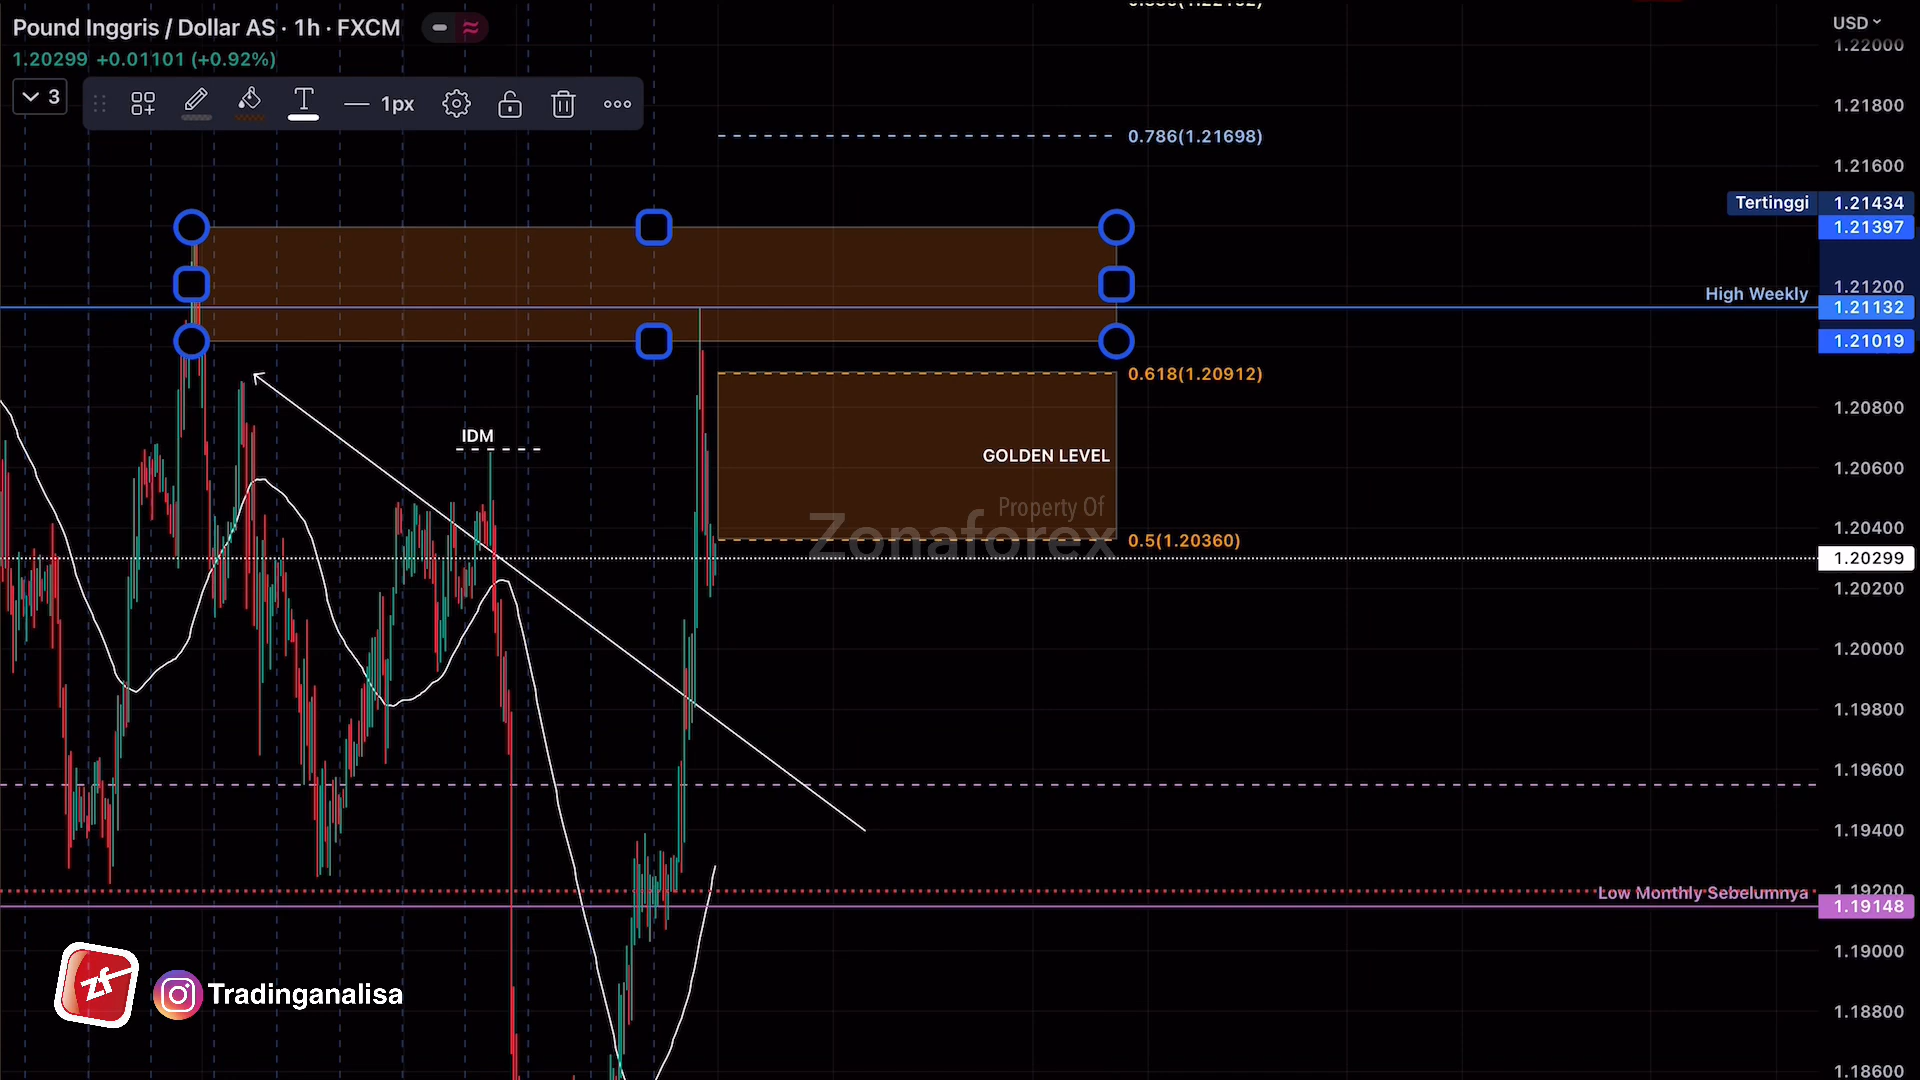 Pound Inggris / Dollar AS · 1h · FXCM
1.20299 +0.01101 (+0.92%)
3
1px
USD
1.22000
1.21800
0.786(1.21698)
1.21600
Tertinggi 1.21434
1.21397
High Weekly
1.21200
1.21132
1.21019
0.618(1.20912)
1.20800
IDM
GOLDEN LEVEL
1.20600
Property Of
Zonaforex
1.20400
0.5(1.20360)
1.20299
1.20200
1.20000
1.19800
1.19600
1.19400
1.19200
Low Monthly Sebelumnya
1.19148
1.19000
zf
Tradinganalisa
1.18800
1.18600